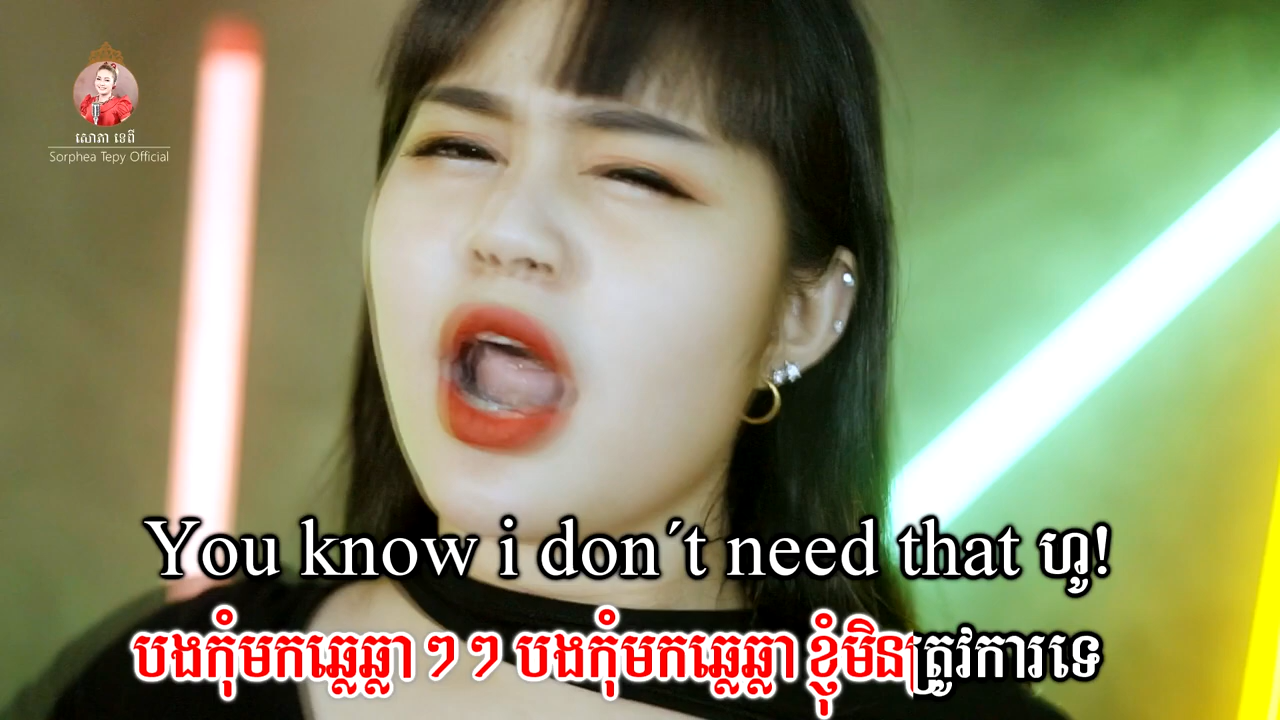 សោភា ទេពី
Sorphea Tepy Official
You know i don´t need that ហូ!
បងកុំមកឆ្លេឆ្លា ៗ ៗ បងកុំមកឆ្លេឆ្លា ខ្ញុំមិនត្រូវការទេ